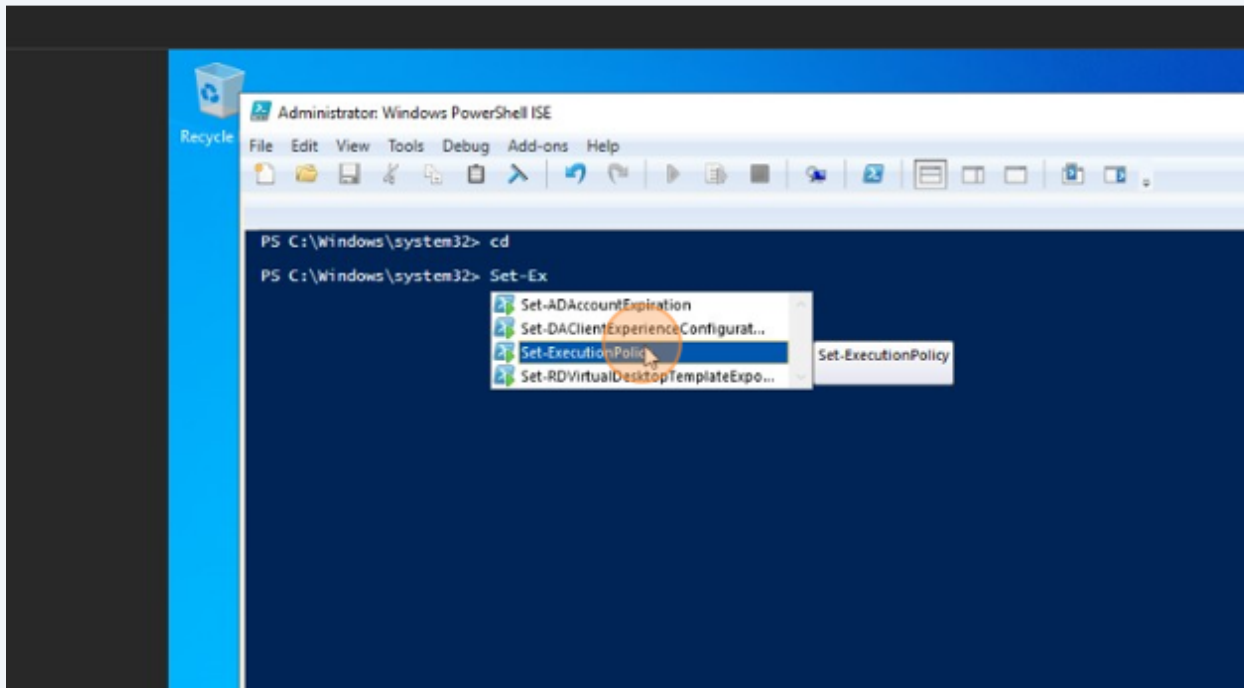 Recycle
Administrator: Windows PowerShell ISE
File Edit View Tools Debug Add-ons Help
PS C:\Windows\system32> cd
PS C:\Windows\system32> Set-Ex
Set-ADAccountExpiration
Set-DAClientExperienceConfigurat...
Set-ExecutionPolicy
Set-ExecutionPolicy
Set-RDVirtualDesktopTemplateExpo...